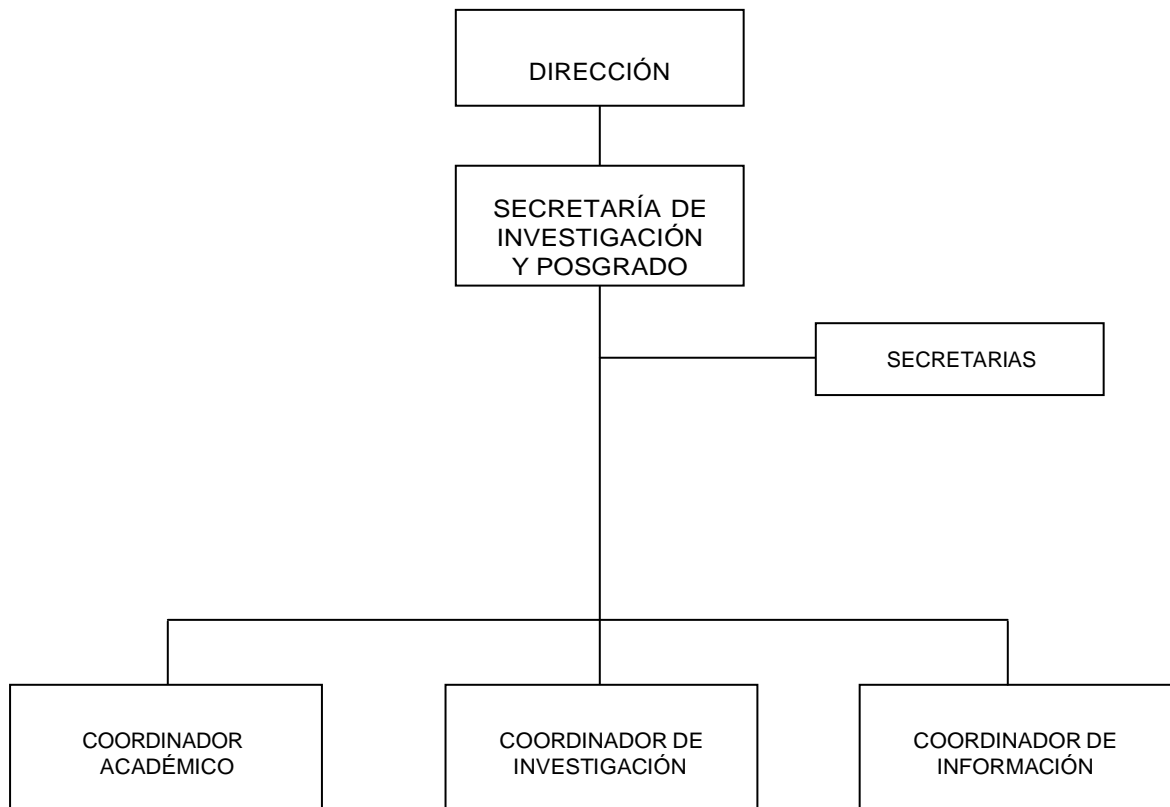 DIRECCIÓN
SECRETARÍA DE
INVESTIGACIÓN
Y POSGRADO
SECRETARIAS
COORDINADOR
ACADÉMICO
COORDINADOR DE
INVESTIGACIÓN
COORDINADOR DE
INFORMACIÓN